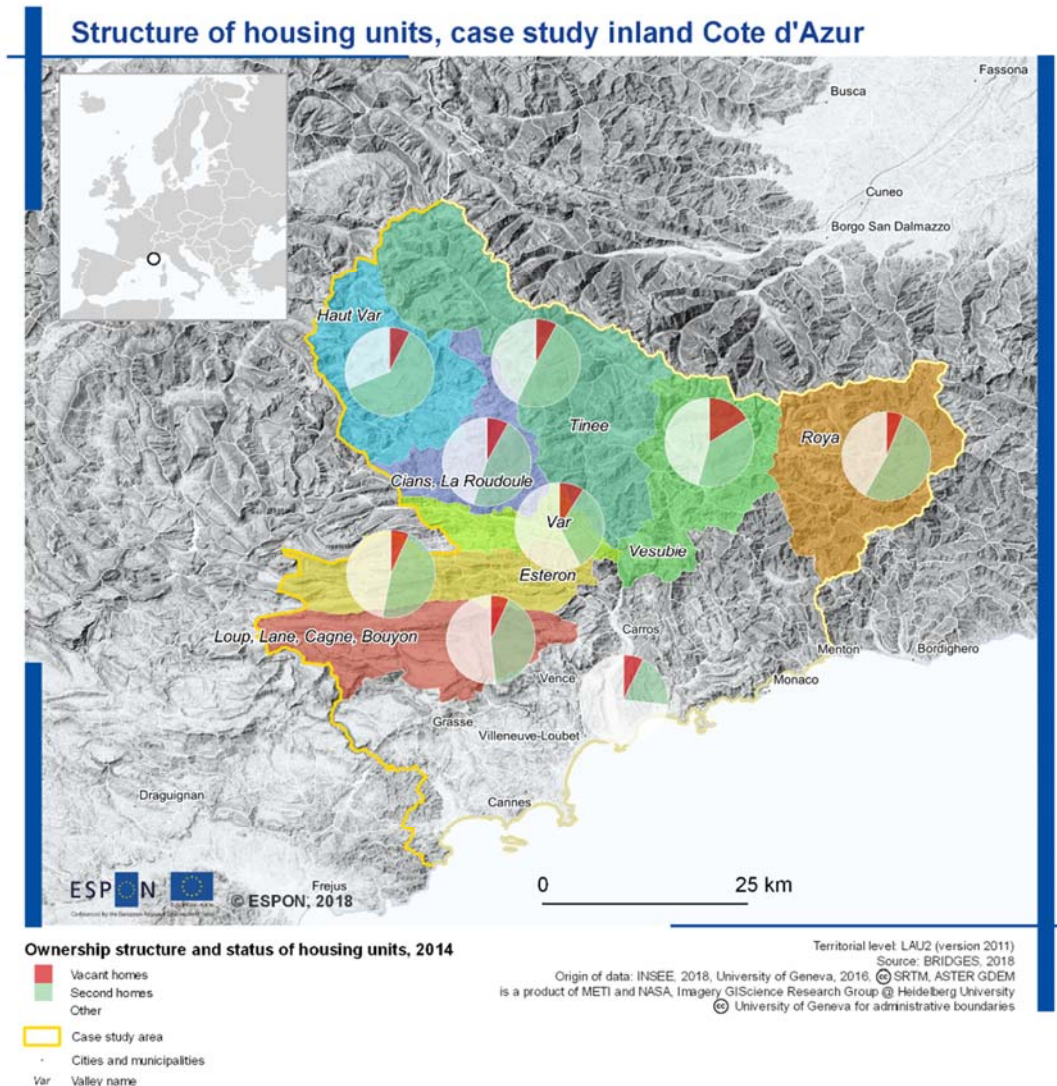 Structure of housing units, case study inland Cote d'Azur
Fassona
Busca
Cuneo
Borgo San Dalmazzo
Haut Var
Tinee
Roya
Cians, La Roudoule
Var
Vesubie
Esteron
Loup, Lane, Cagne, Bouyon
Carros
Menton
Bordighero
Vence
Monaco
Grasse
Villeneuve-Loubet
Draguignan
Cannes
Frejus
ESPON
© ESPON, 2018
0 25 km
Ownership structure and status of housing units, 2014
Vacant homes
Second homes
Other
Case study area
Cities and municipalities
Var Valley name
Territorial level: LAU2 (version 2011)
Source: BRIDGES, 2018
Origin of data: INSEE, 2018, University of Geneva, 2016, cc SRTM, ASTER GDEM
is a product of METI and NASA, Imagery GIScience Research Group @ Heidelberg University
cc University of Geneva for administrative boundaries